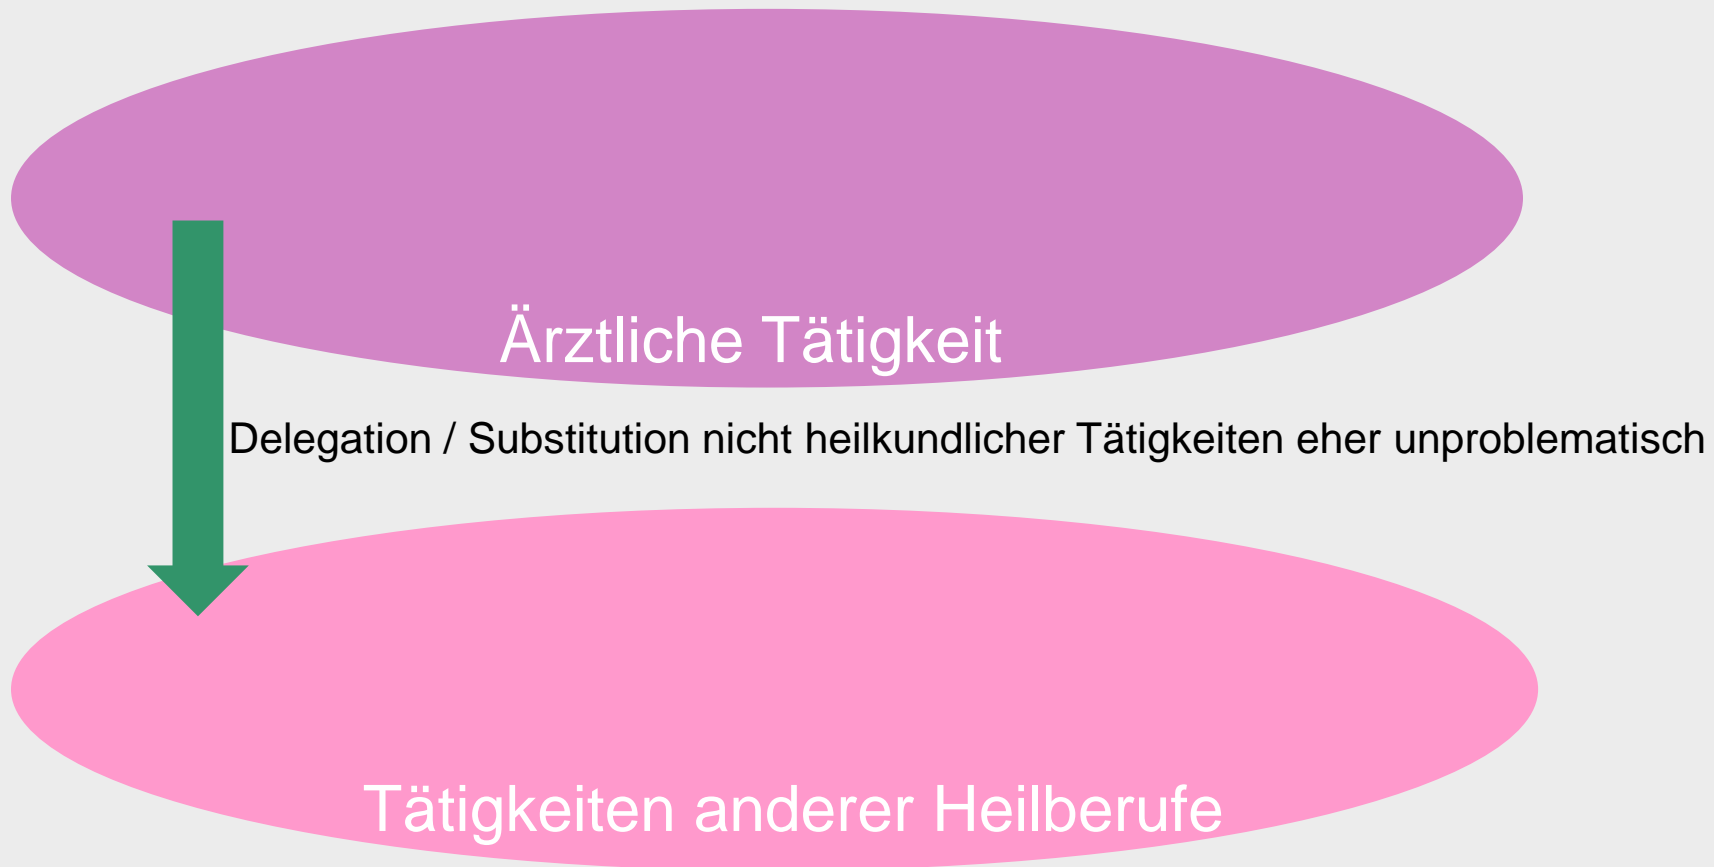 Ärztliche Tätigkeit
Delegation / Substitution nicht heilkundlicher Tätigkeiten eher unproblematisch
Tätigkeiten anderer Heilberufe